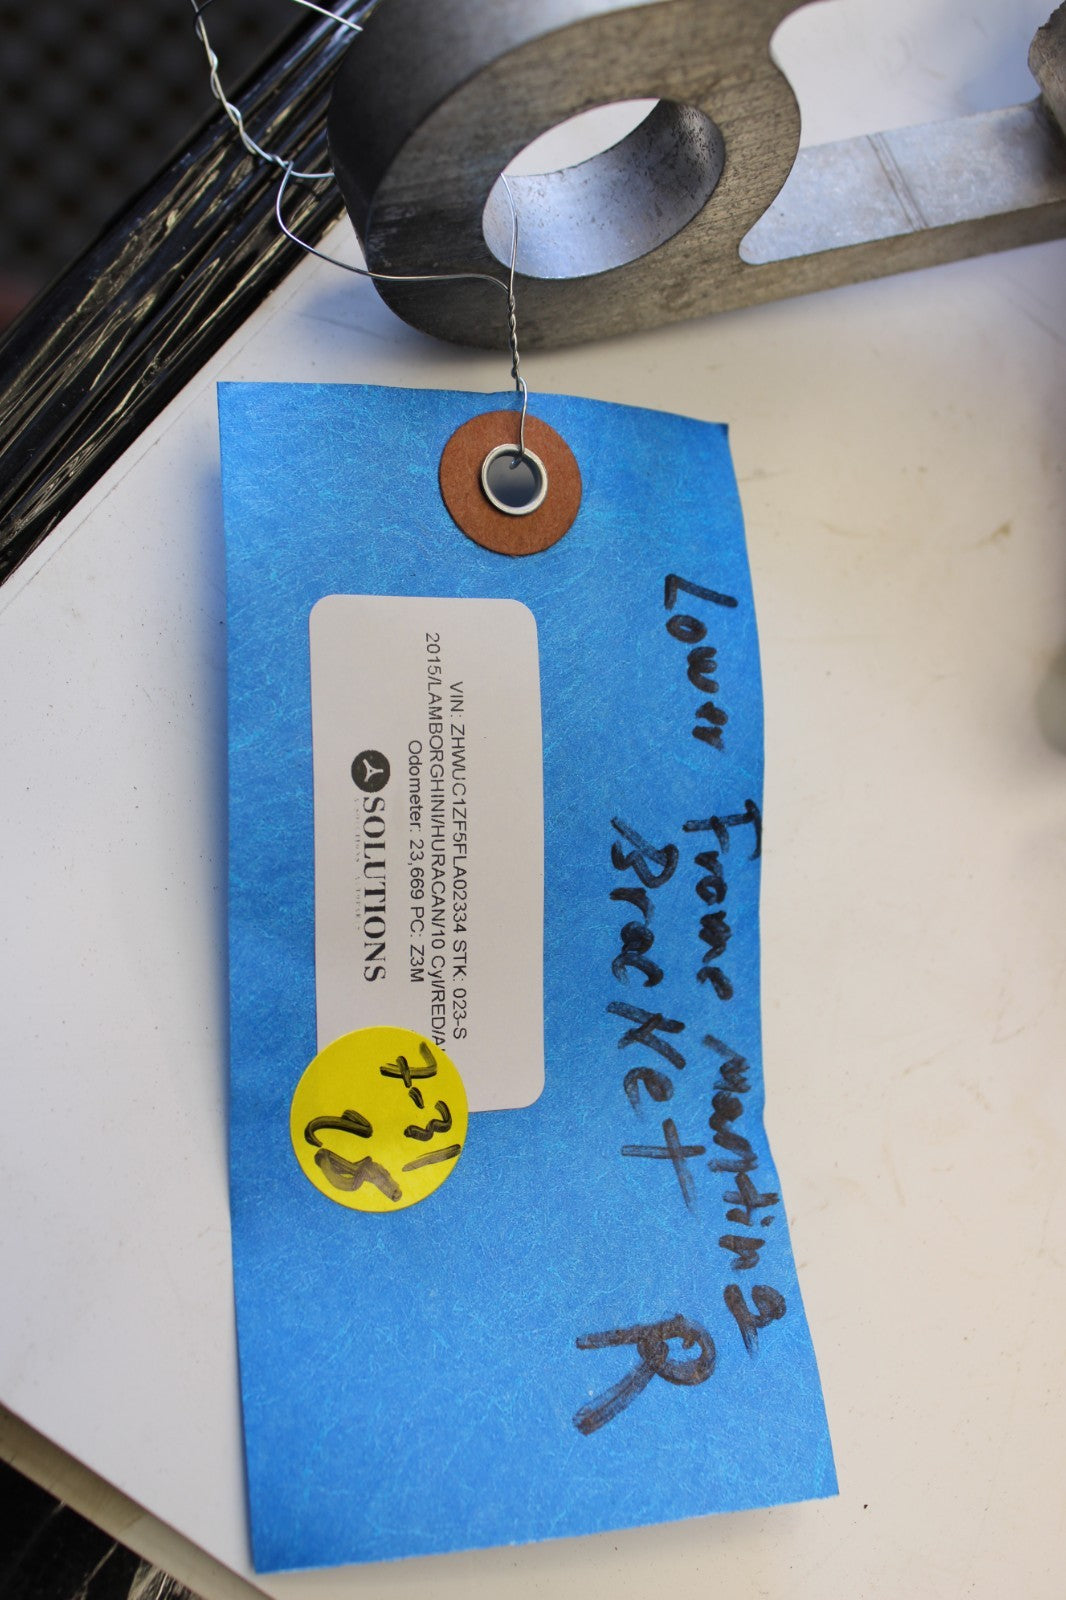 Lower Frame mounting
Bracket
R
VIN: ZHWUC1ZF5FLA02334 STK: 023-S
2015/LAMBORGHINI/HURACAN/10 Cyl/RED/A
Odometer: 23,669 PC: Z3M
SOLUTIONS
7-31